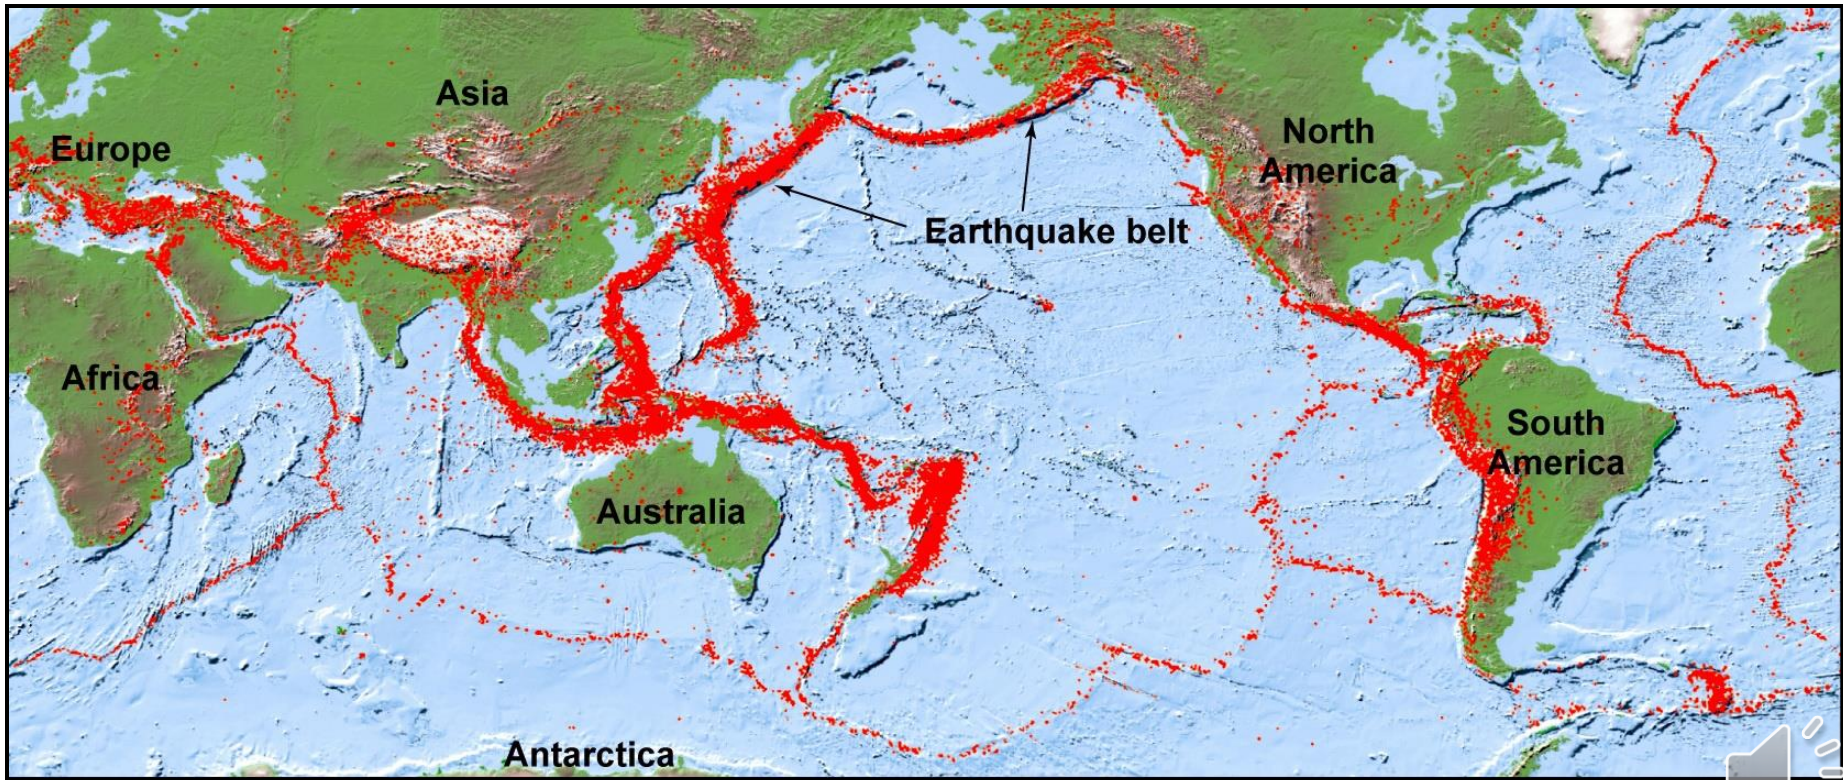 Asia
Europe
North
America
Earthquake belt
Africa
South
America
Australia
Antarctica